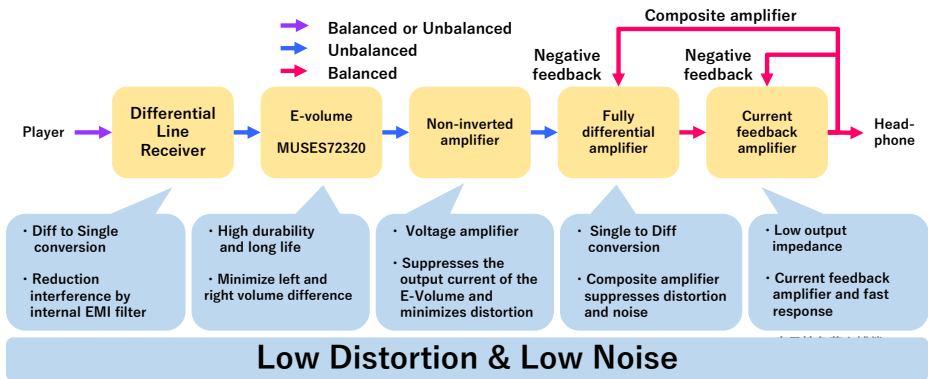 Composite amplifier
Balanced or Unbalanced
Unbalanced
Balanced
Negative
feedback
Negative
feedback
Player
Differential
Line
Receiver
E-volume
MUSES72320
Non-inverted
amplifier
Fully
differential
amplifier
Current
feedback
amplifier
Head-
phone
・Diff to Single
conversion
・Reduction
interference by
internal EMI filter
・High durability
and long life
・Minimize left and
right volume difference
・Voltage amplifier
・Suppresses the
output current of the
E-Volume and
minimizes distortion
・Single to Diff
conversion
・Composite amplifier
suppresses distortion
and noise
・Low output
impedance
・Current feedback
amplifier and fast
response
Low Distortion & Low Noise